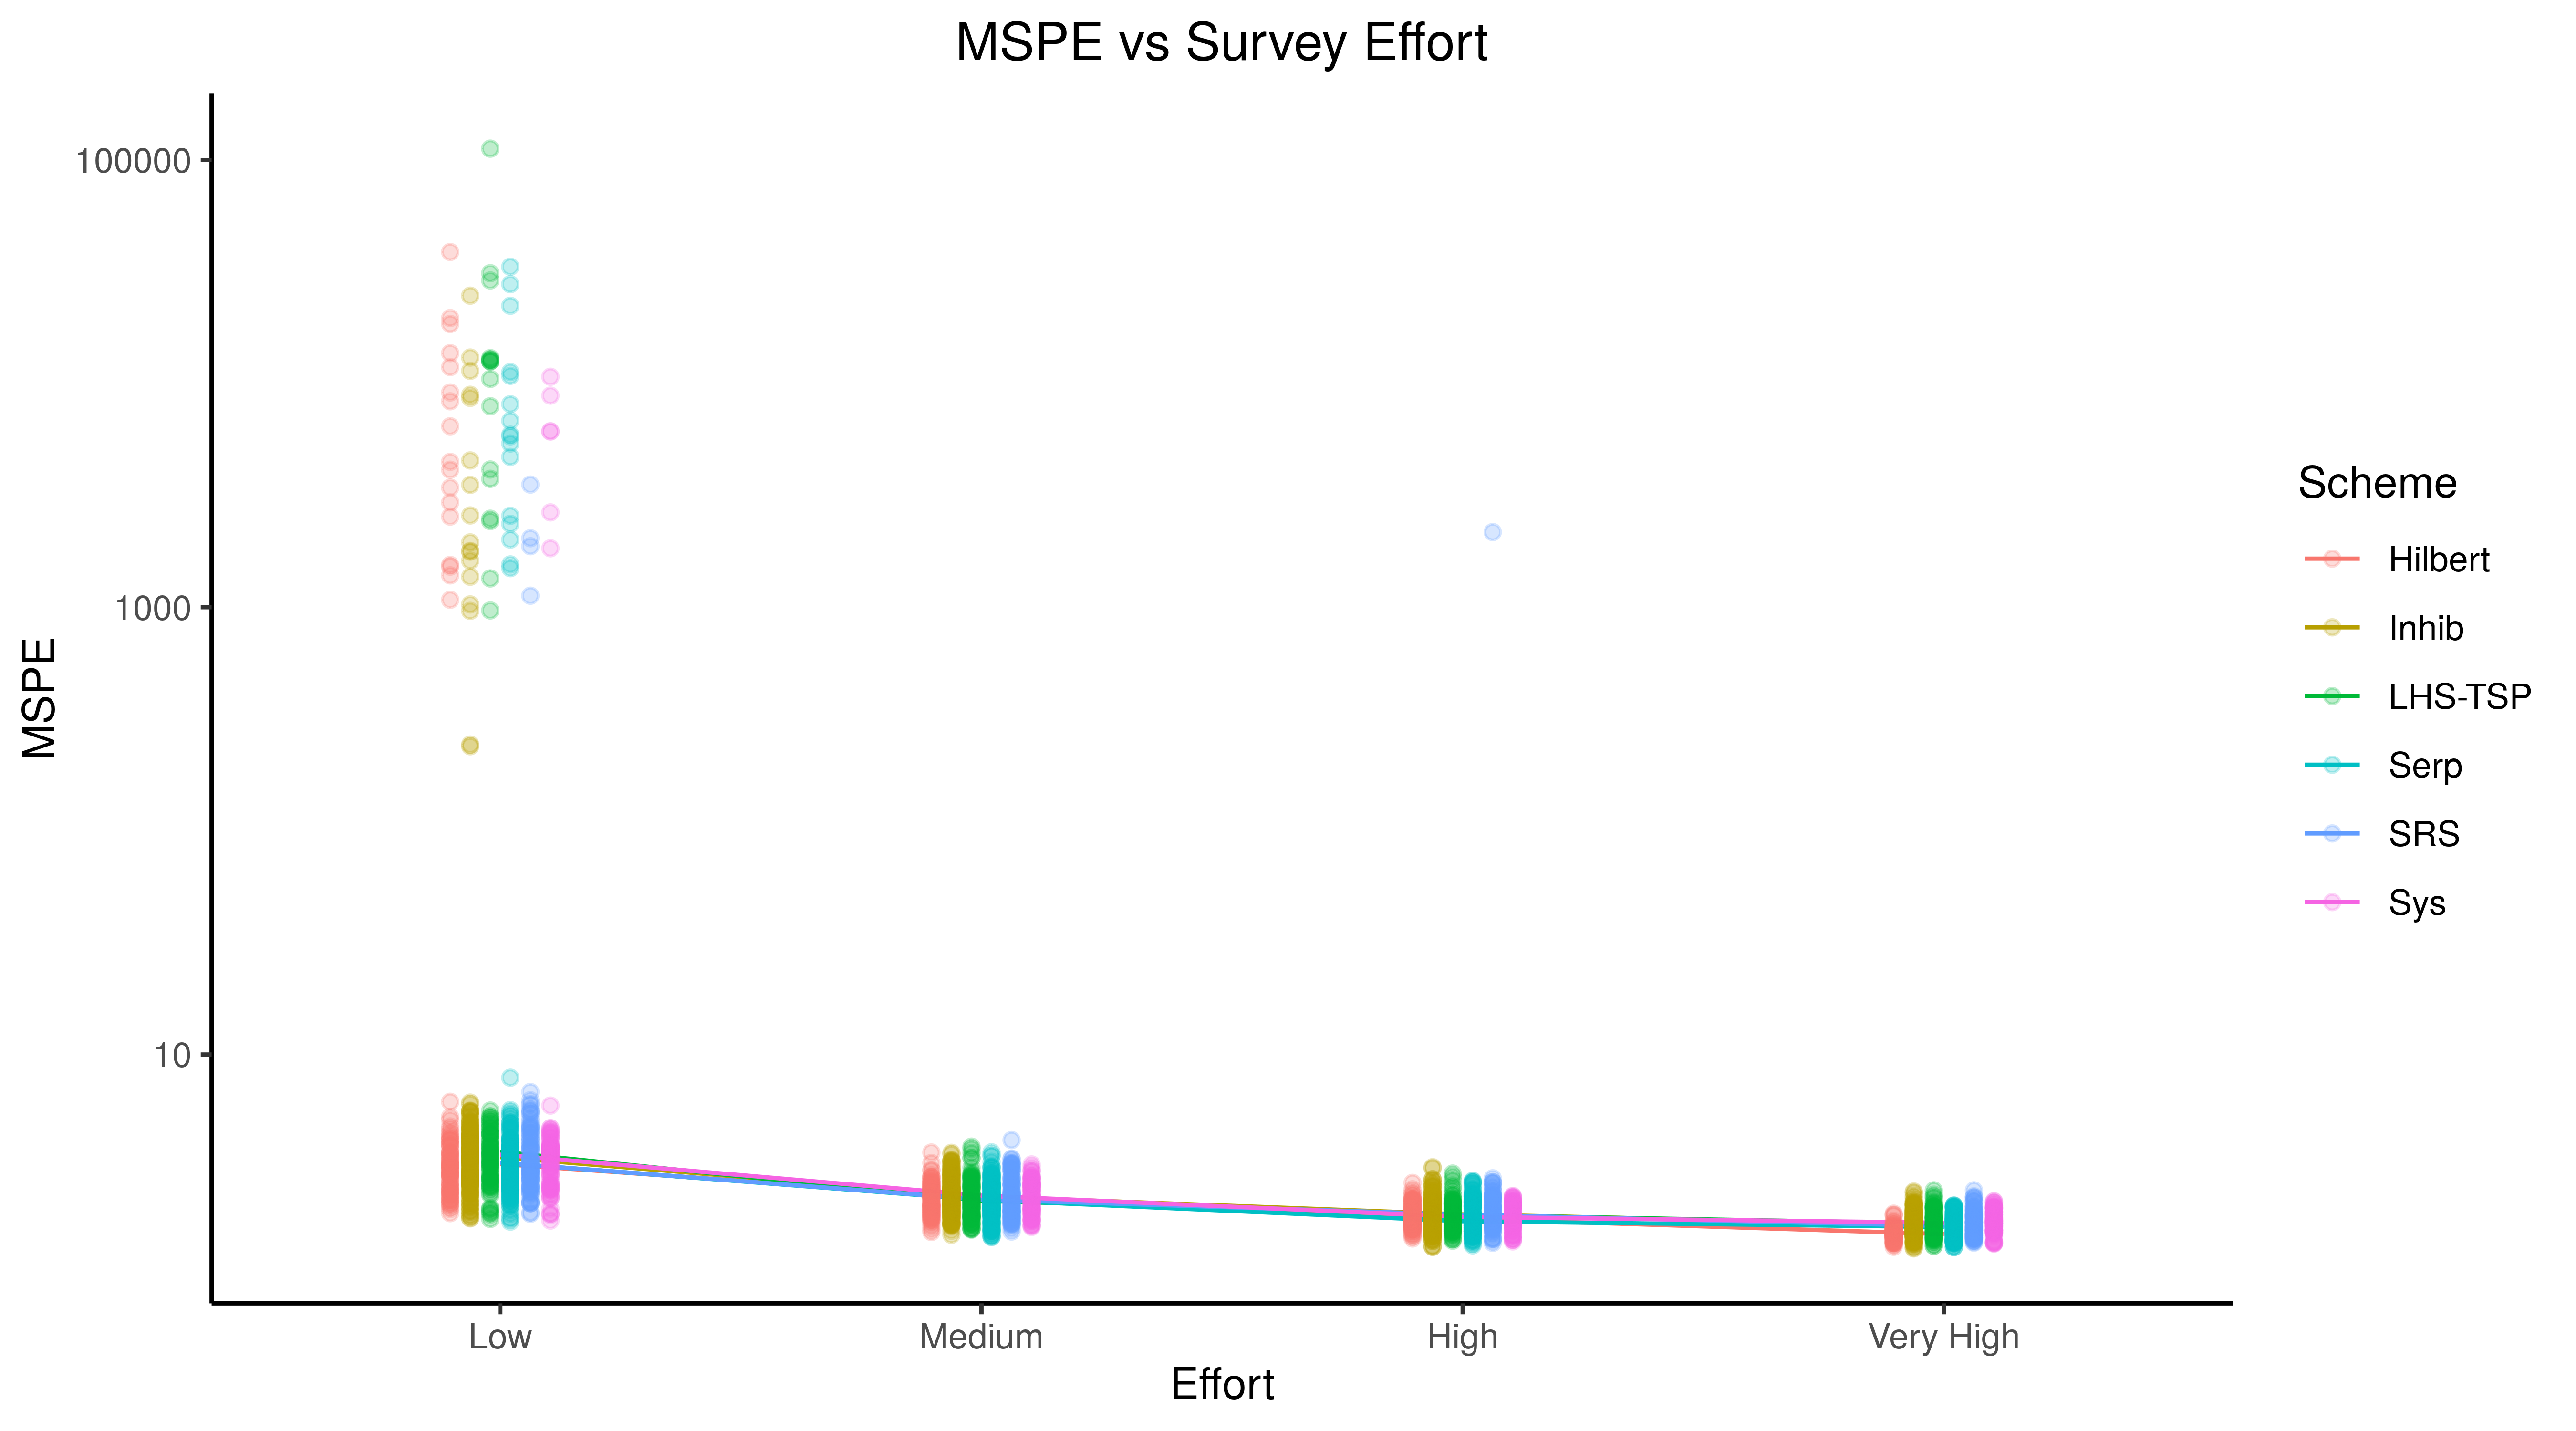 MSPE vs Survey Effort
100000
1000
10
MSPE
Low
Medium
High
Very High
Effort
Scheme
Hilbert
Inhib
LHS-TSP
Serp
SRS
Sys